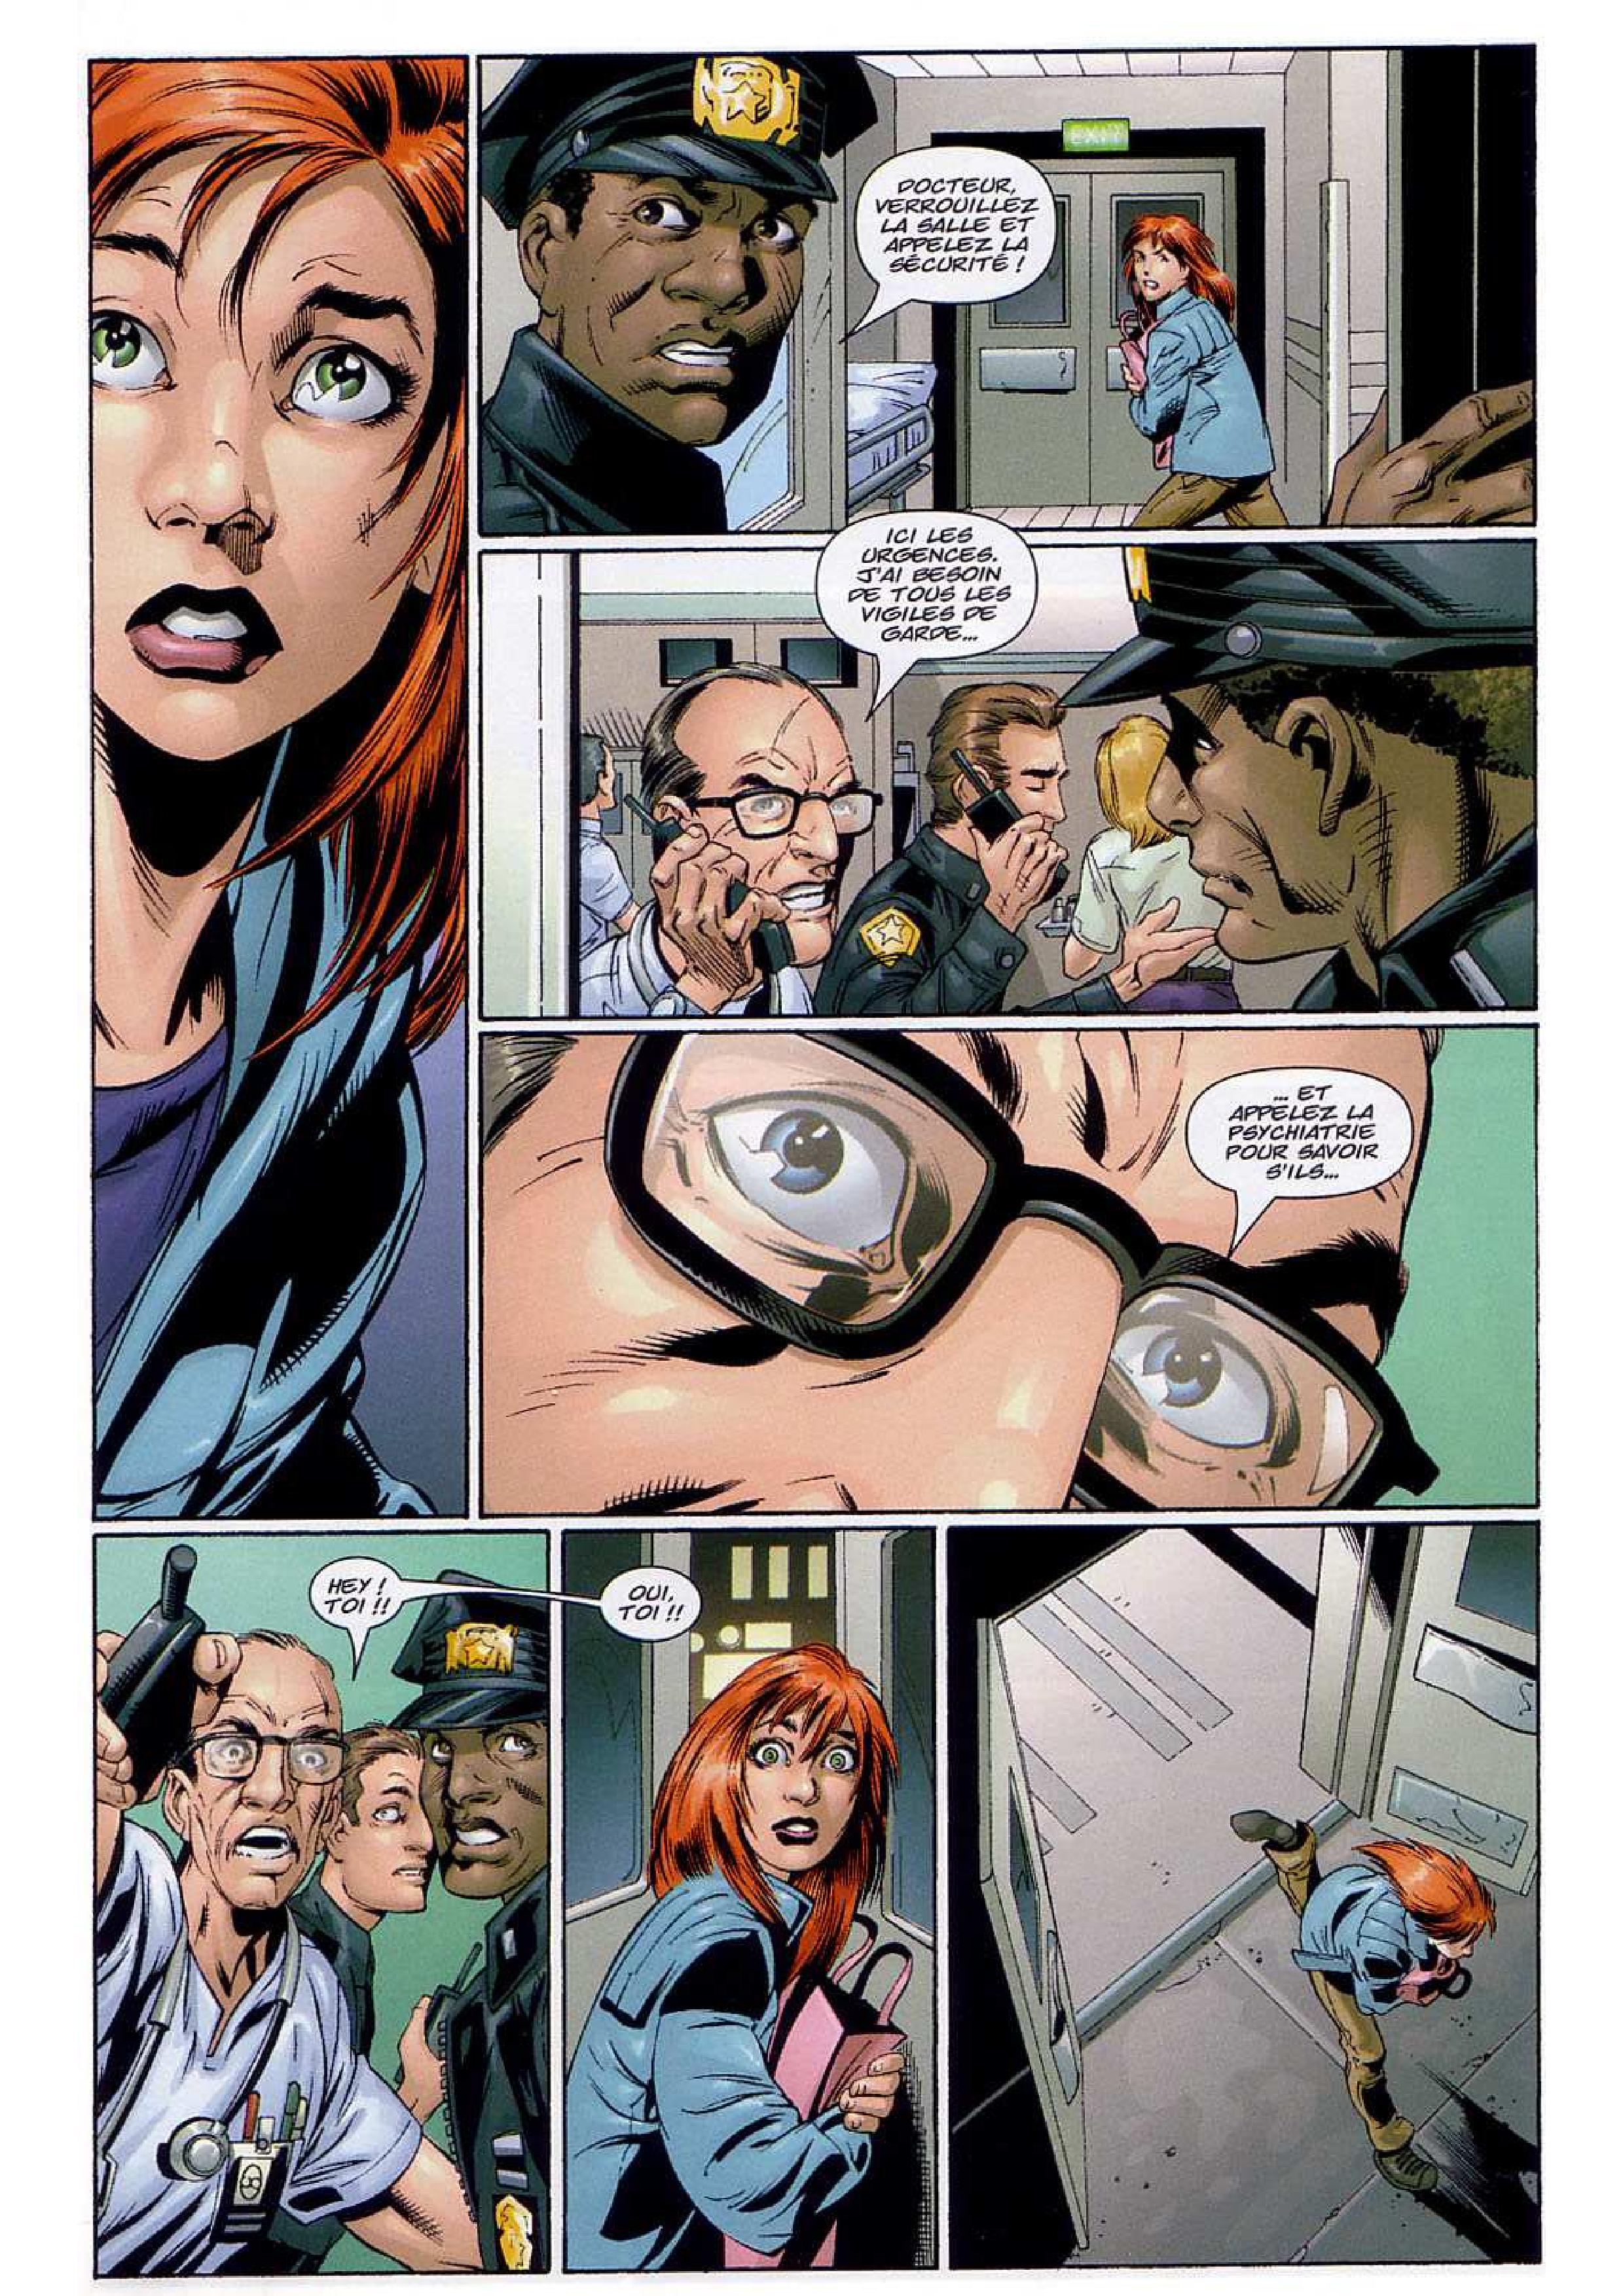 EXIT
DOCTEUR,
VERROUILLEZ
LA SALLE ET
APPELEZ LA
SÉCURITÉ !
ICI LES
URGENCES.
J'AI BESOIN
DE TOUS LES
VIGILES DE
GARDE...
... ET
APPELEZ LA
PSYCHIATRIE
POUR SAVOIR
S'ILS...
HEY !
TOI !!
OUI,
TOI !!